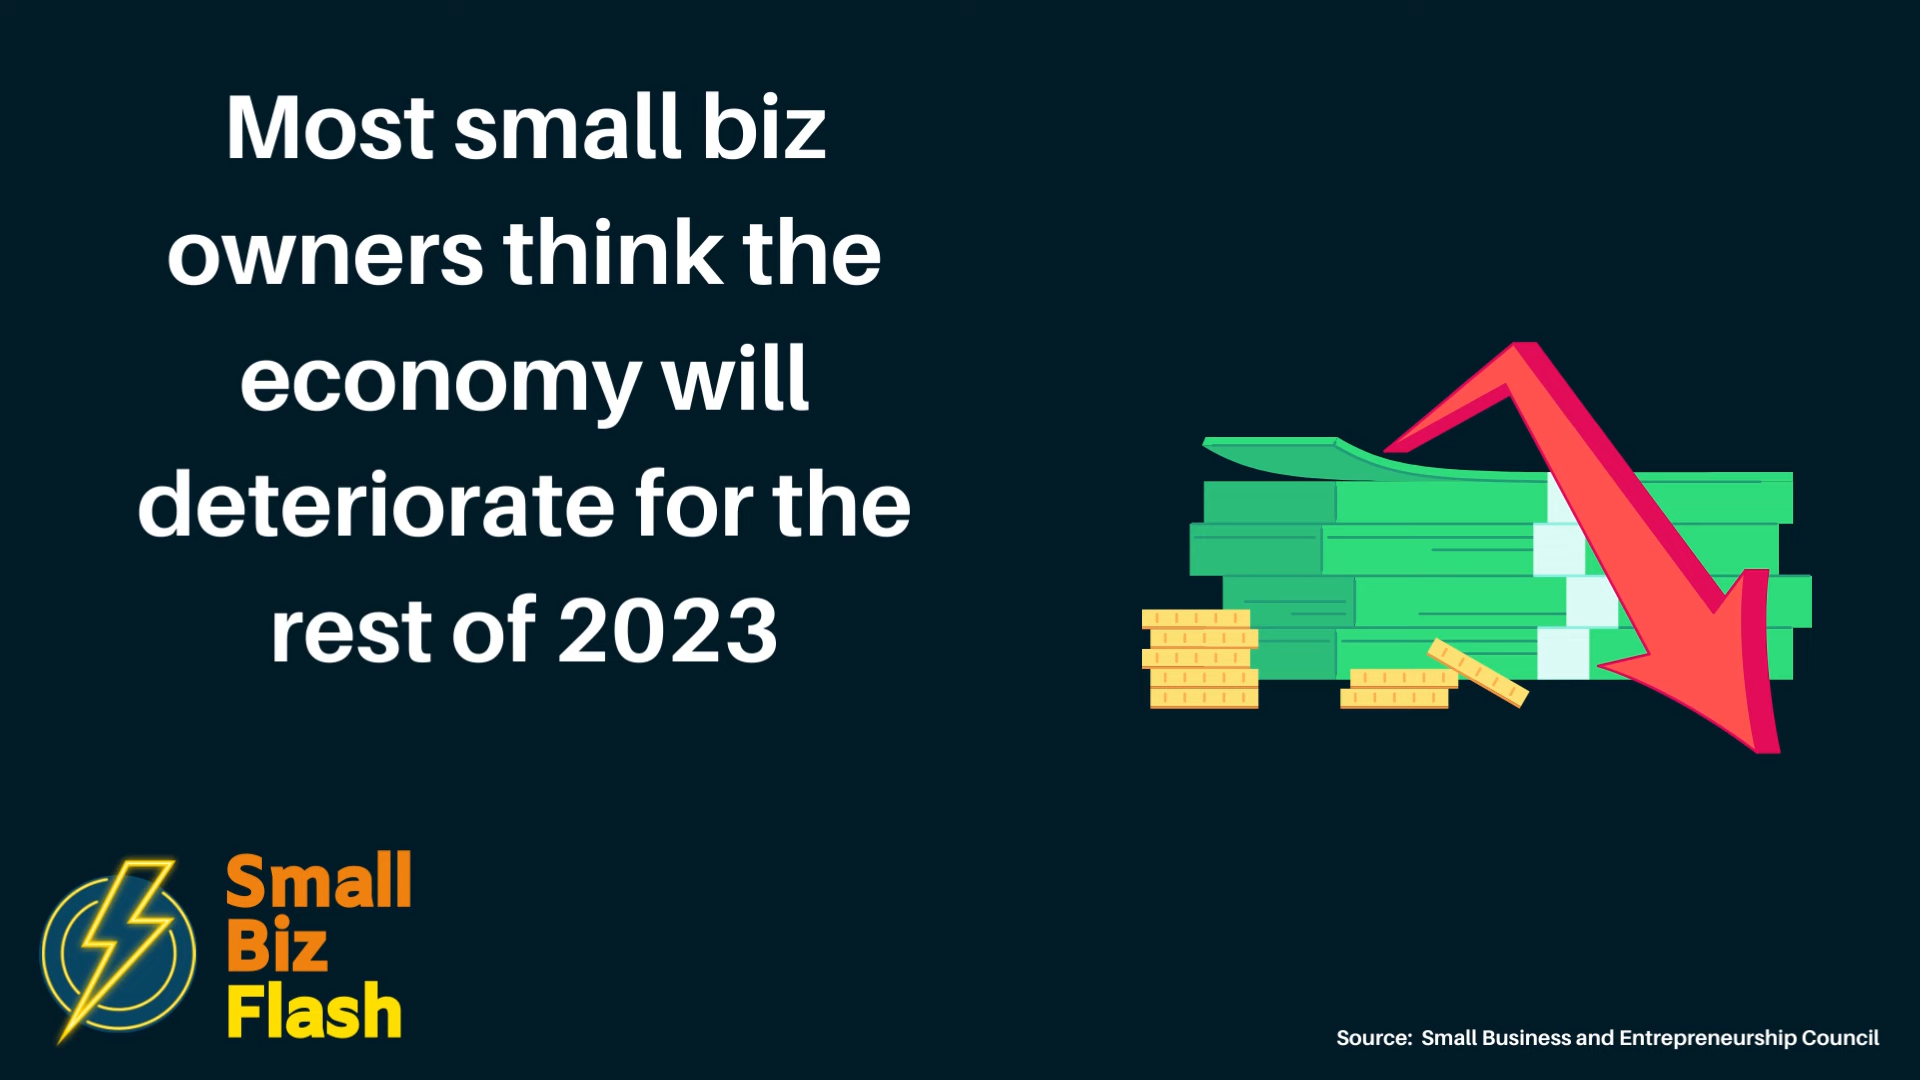 Most small biz
owners think the
economy will
deteriorate for the
rest of 2023
Small
Biz
Flash
Source: Small Business and Entrepreneurship Council